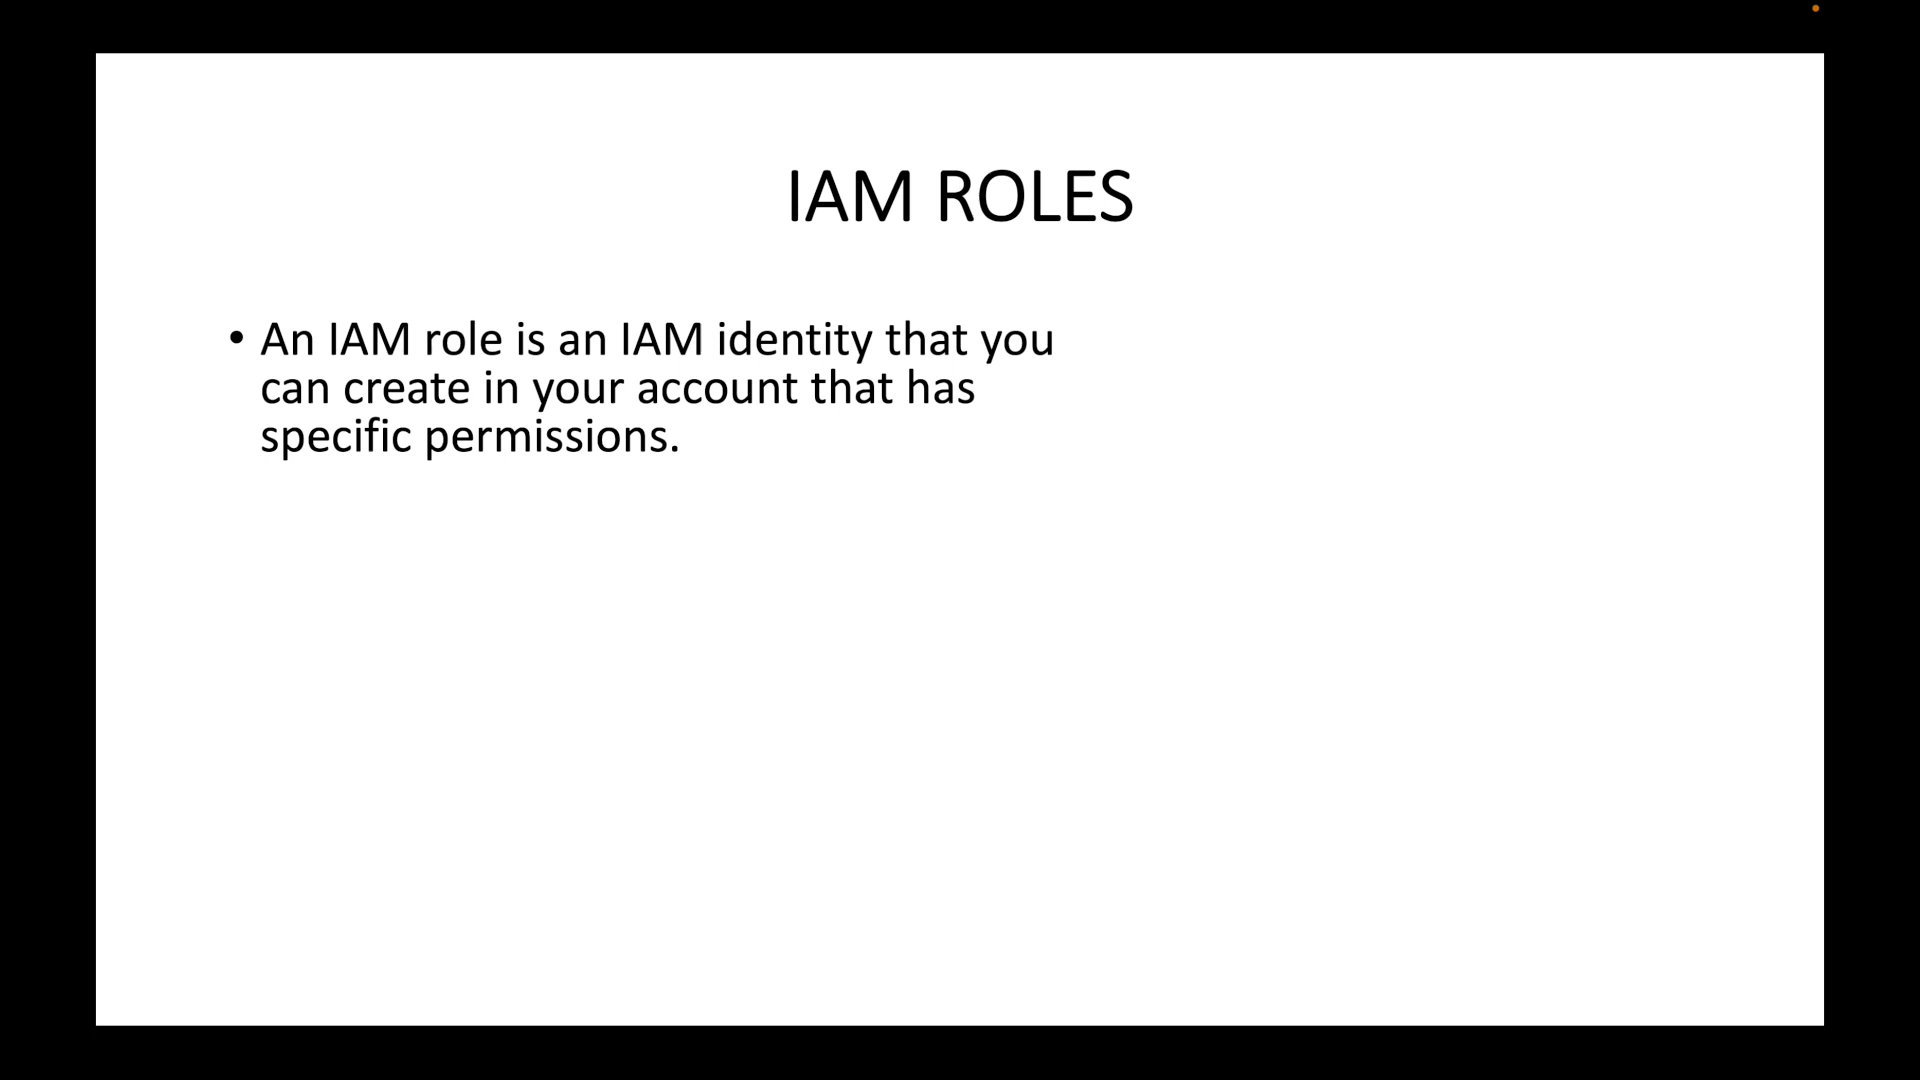 IAM ROLES
• An IAM role is an IAM identity that you
can create in your account that has
specific permissions.